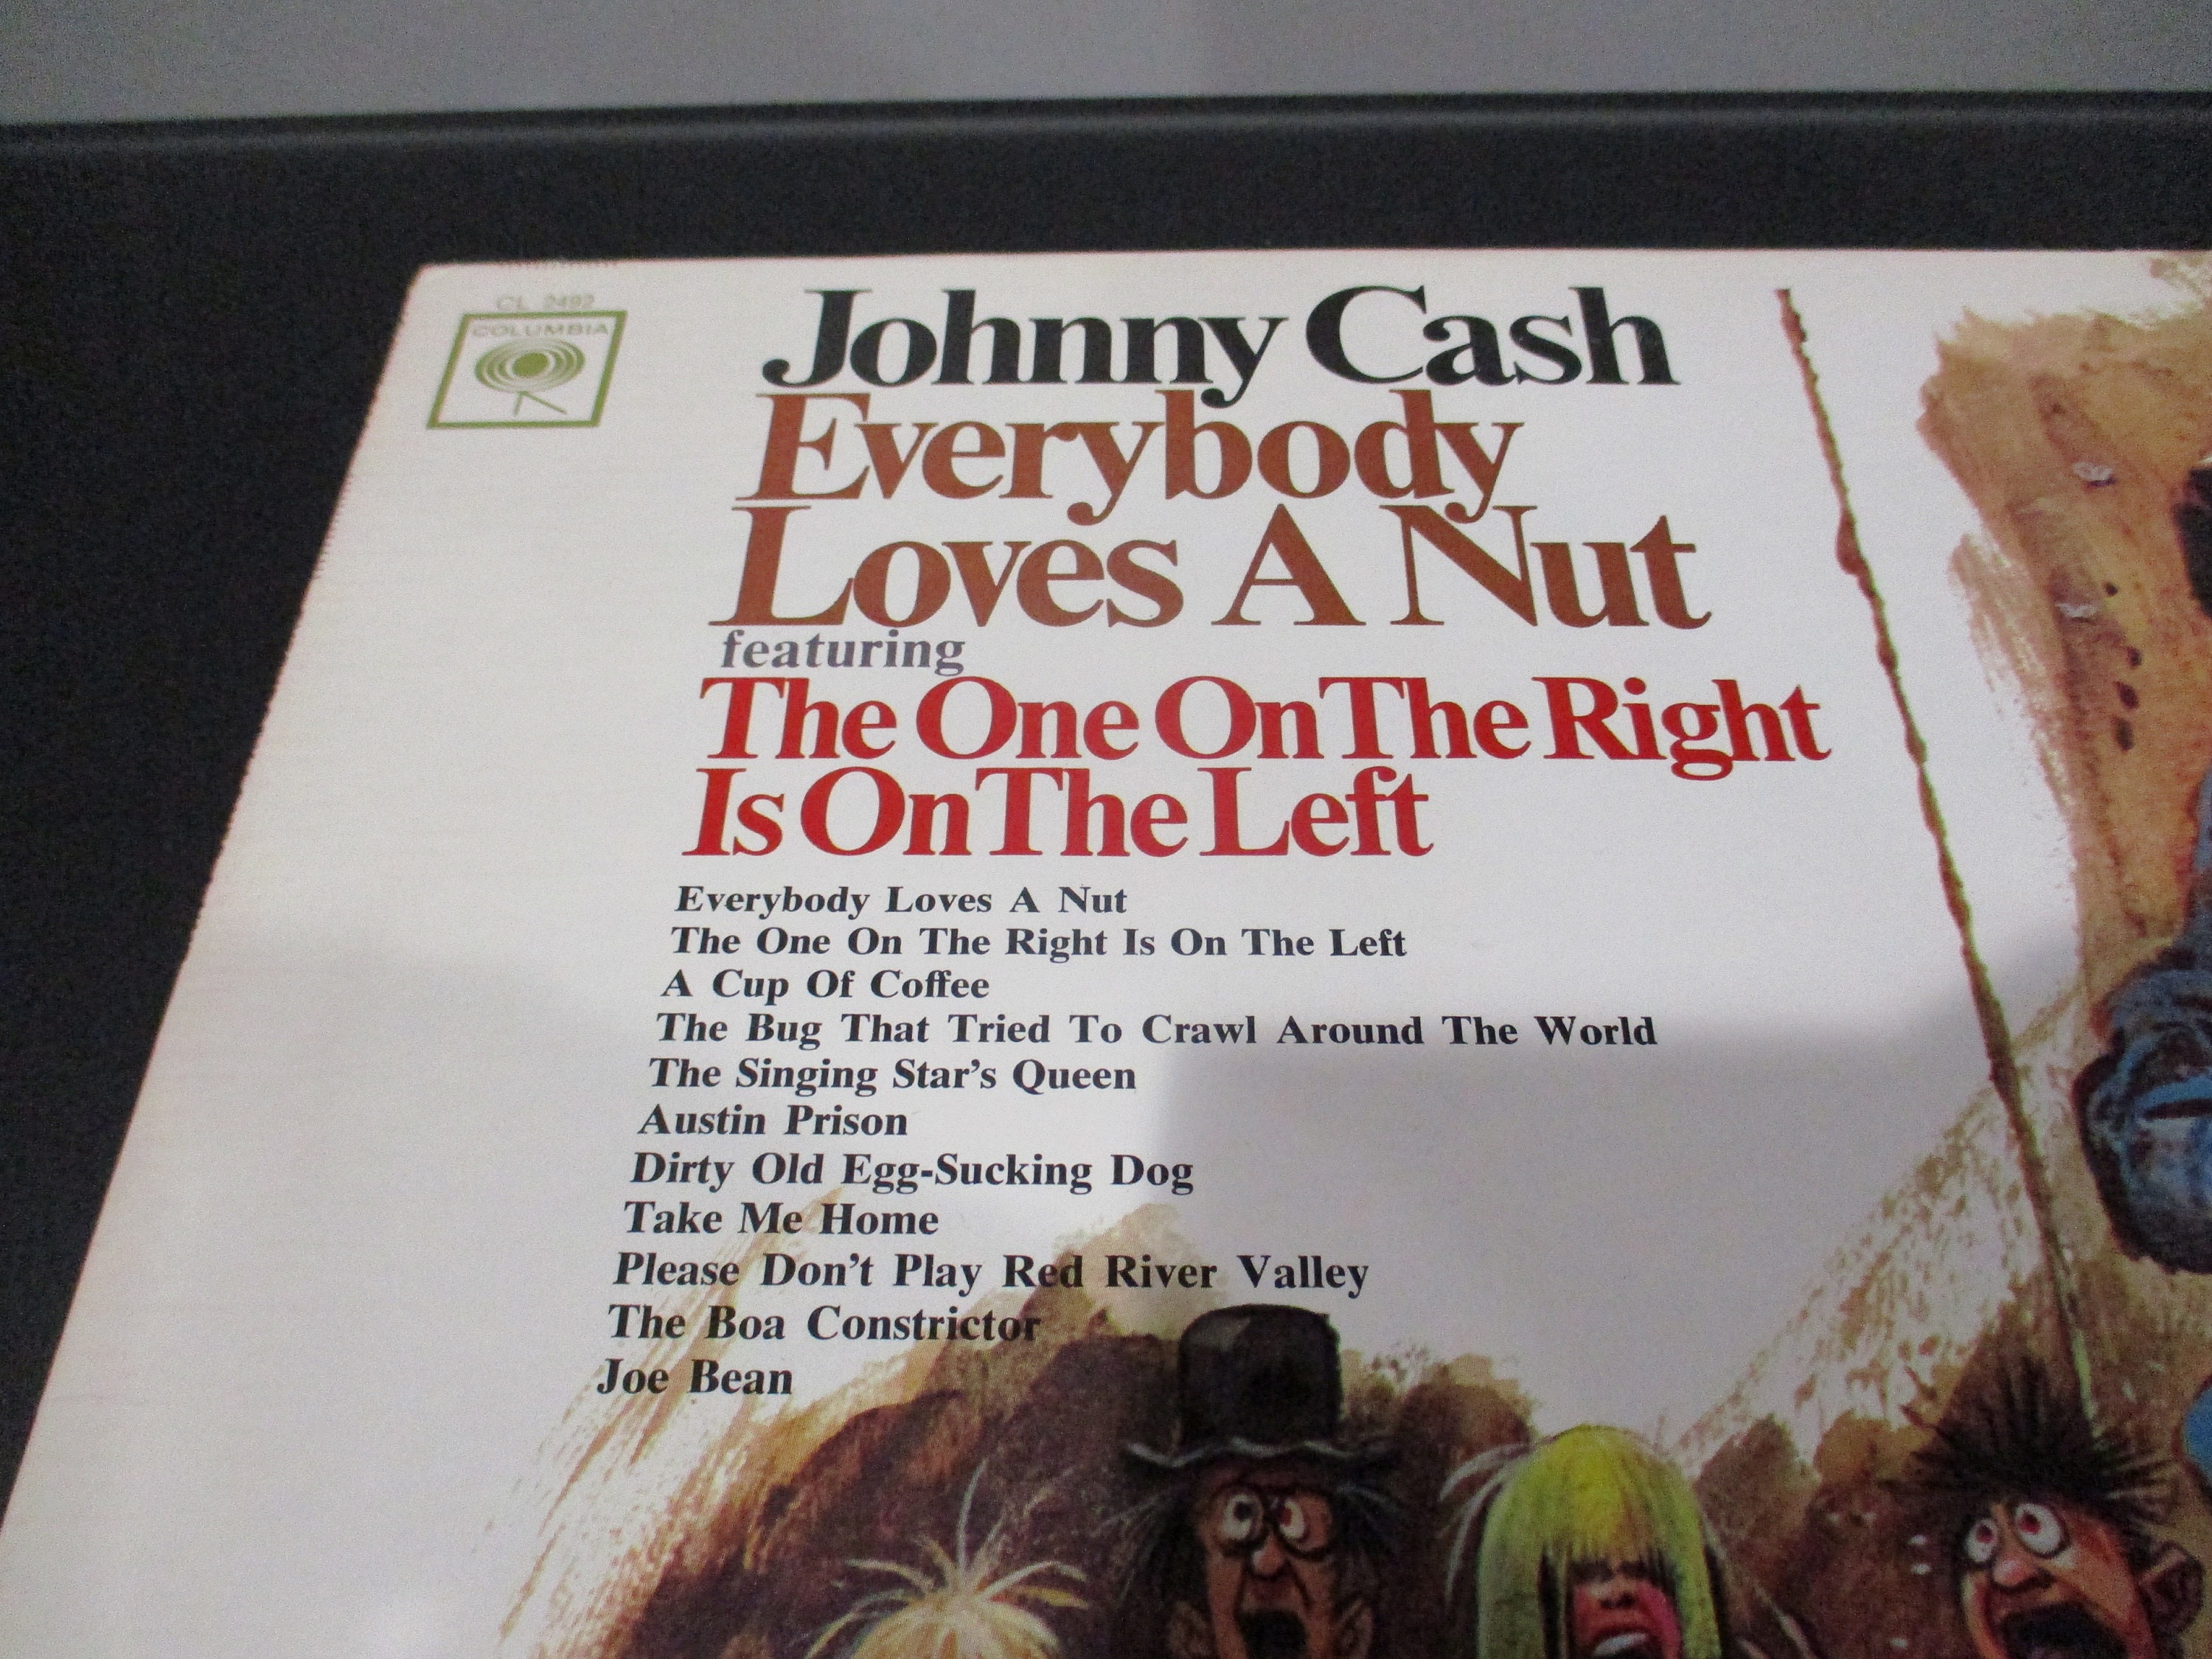 CL 2492
COLUMBIA
Johnny Cash
Everybody
Loves A Nut
featuring
The One On The Right
Is On The Left
Everybody Loves A Nut
The One On The Right Is On The Left
A Cup Of Coffee
The Bug That Tried To Crawl Around The World
The Singing Star's Queen
Austin Prison
Dirty Old Egg-Sucking Dog
Take Me Home
Please Don't Play Red River Valley
The Boa Constrictor
Joe Bean